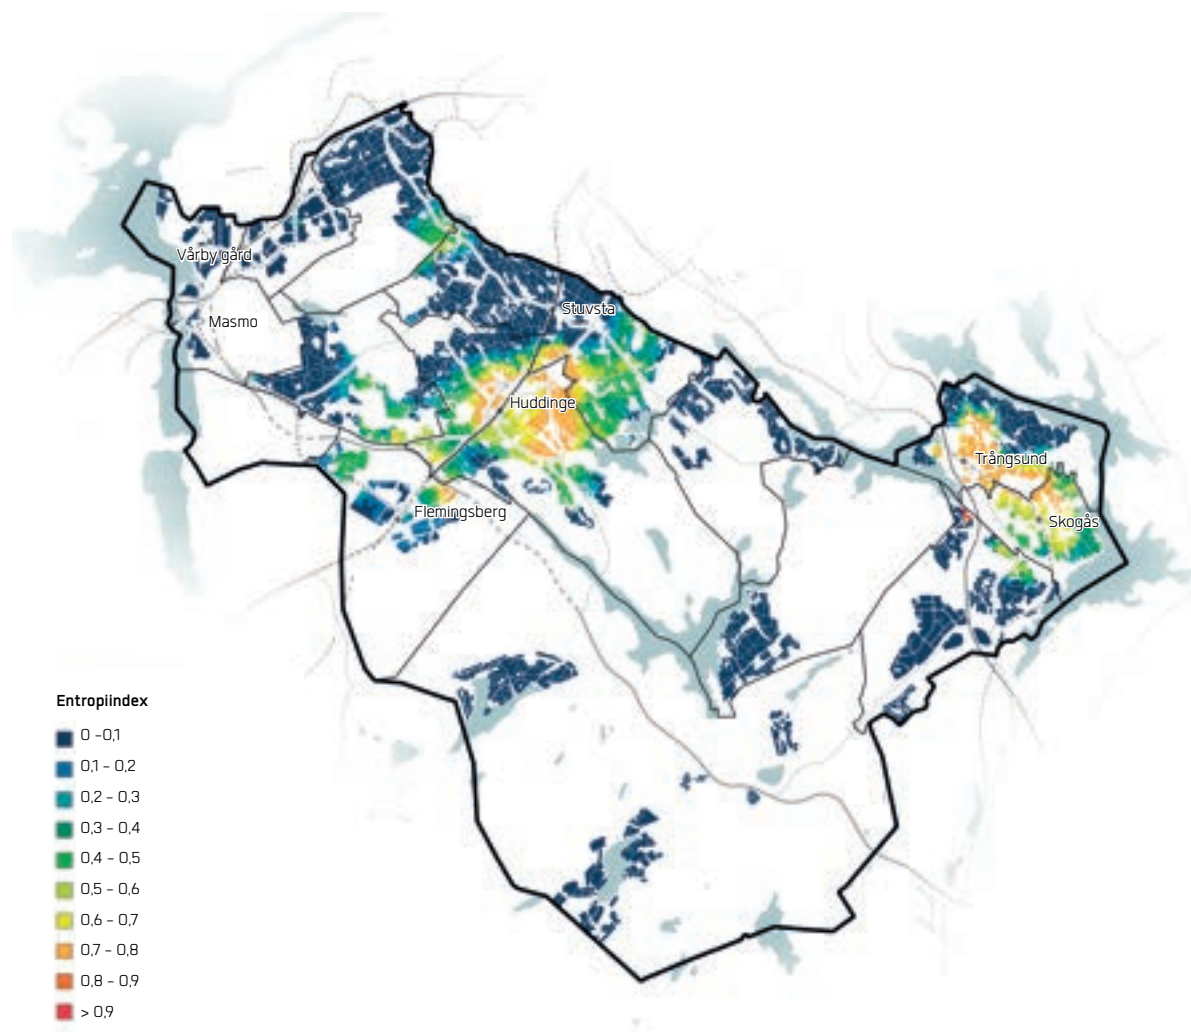 Vårby gård
Masmo
Stuvsta
Huddinge
Trångsund
Skogås
Flemingsberg
Entropiindex
0 –0,1
0,1 – 0,2
0,2 – 0,3
0,3 – 0,4
0,4 – 0,5
0,5 – 0,6
0,6 – 0,7
0,7 – 0,8
0,8 – 0,9
> 0,9